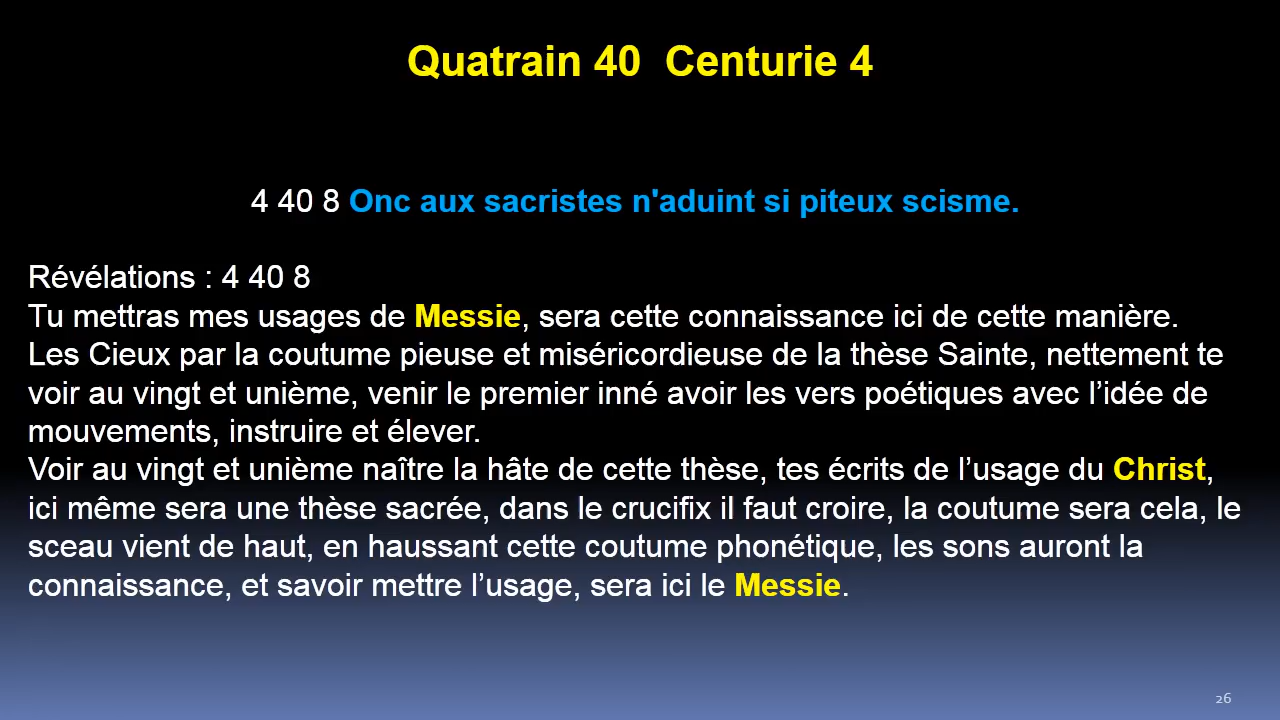 Quatrain 40  Centurie 4
4 40 8 Onc aux sacristes n'aduint si piteux scisme.
Révélations : 4 40 8
Tu mettras mes usages de Messie, sera cette connaissance ici de cette manière.
Les Cieux par la coutume pieuse et miséricordieuse de la thèse Sainte, nettement te
voir au vingt et unième, venir le premier inné avoir les vers poétiques avec l’idée de
mouvements, instruire et élever.
Voir au vingt et unième naître la hâte de cette thèse, tes écrits de l’usage du Christ,
ici même sera une thèse sacrée, dans le crucifix il faut croire, la coutume sera cela, le
sceau vient de haut, en haussant cette coutume phonétique, les sons auront la
connaissance, et savoir mettre l’usage, sera ici le Messie.
26